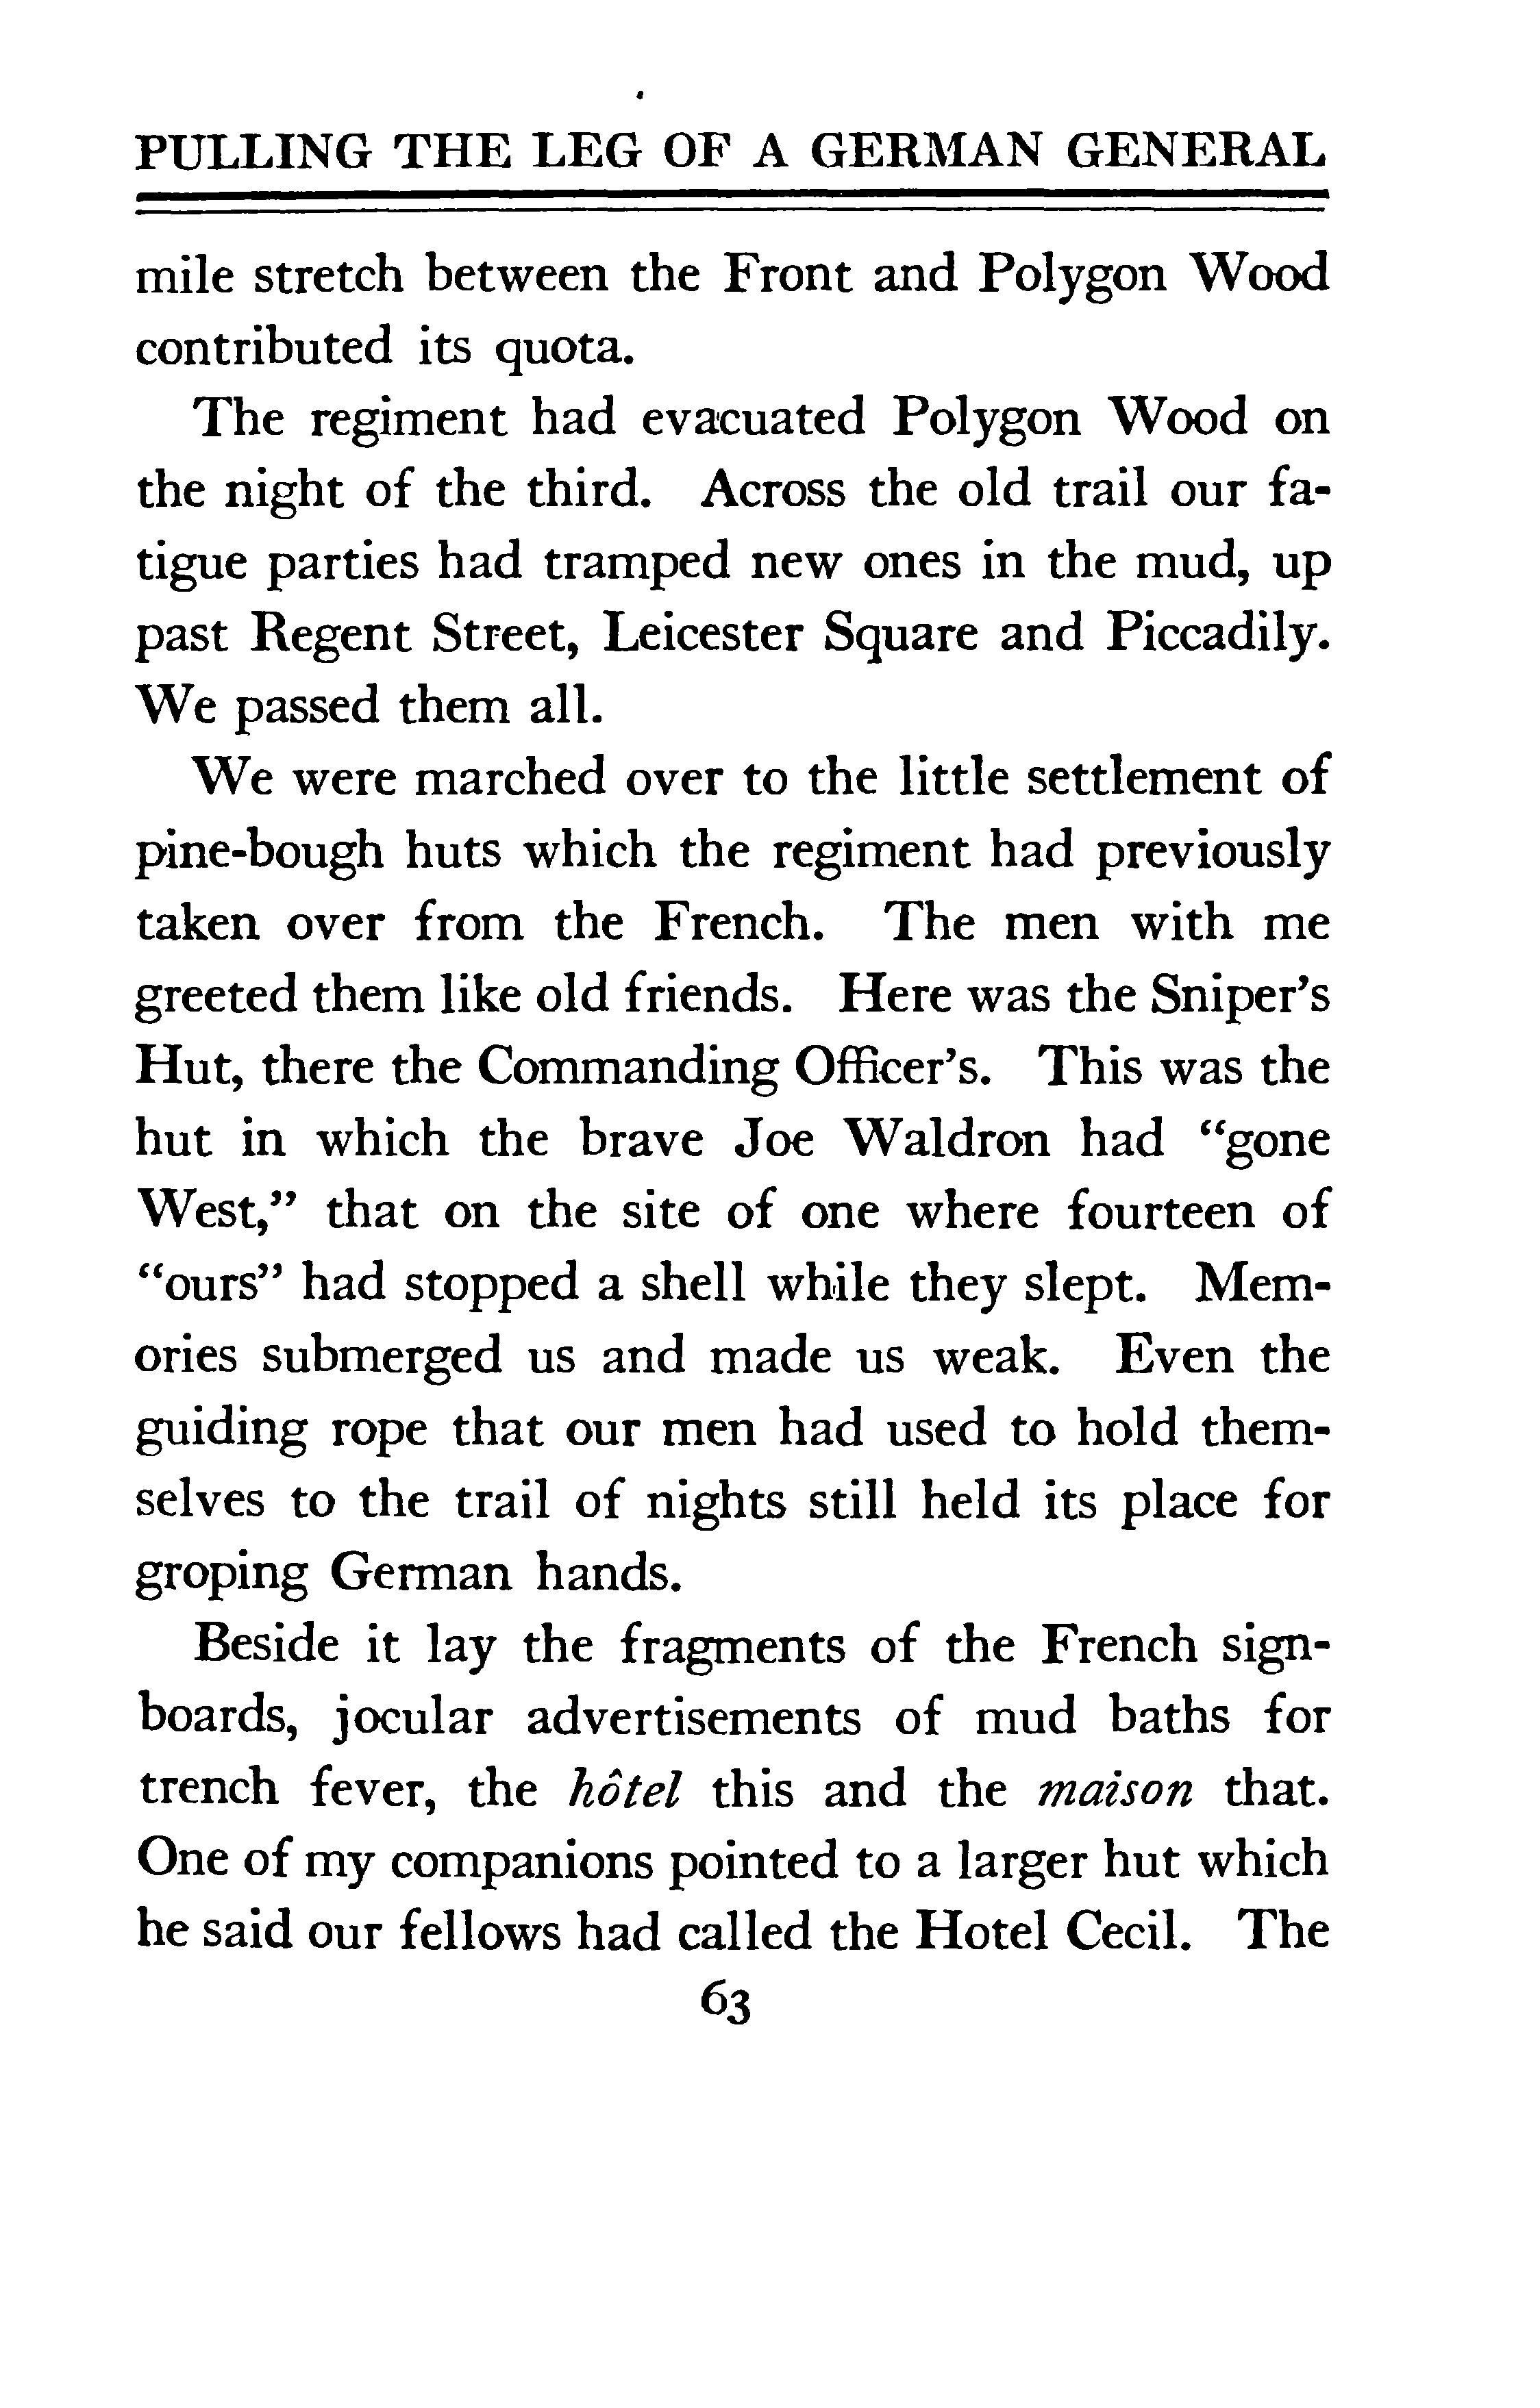 PULLING THE LEG OF A GERMAN GENERAL
mile stretch between the Front and Polygon Wood
contributed its quota.
The regiment had evacuated Polygon Wood on
the night of the third. Across the old trail our fa-
tigue parties had tramped new ones in the mud, up
past Regent Street, Leicester Square and Piccadily.
We passed them all.
We were marched over to the little settlement of
pine-bough huts which the regiment had previously
taken over from the French. The men with me
greeted them like old friends. Here was the Sniper's
Hut, there the Commanding Officer's. This was the
hut in which the brave Joe Waldron had "gone
West," that on the site of one where fourteen of
"ours" had stopped a shell while they slept. Mem-
ories submerged us and made us weak. Even the
guiding rope that our men had used to hold them-
selves to the trail of nights still held its place for
groping German hands.
Beside it lay the fragments of the French sign-
boards, jocular advertisements of mud baths for
trench fever, the hôtel this and the maison that.
One of my companions pointed to a larger hut which
he said our fellows had called the Hotel Cecil. The
63